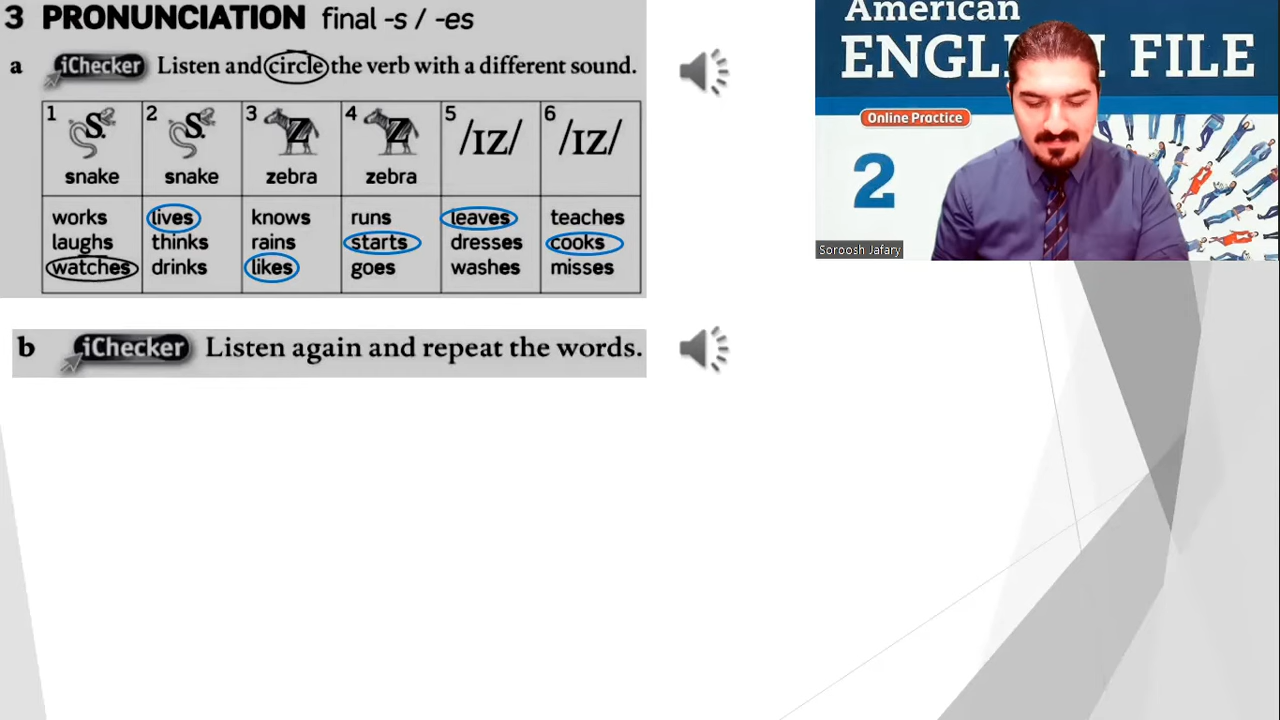 3 PRONUNCIATION final -s / -es
a iChecker Listen and circle the verb with a different sound.
1 S 2 S 3 Z 4 Z 5 /ɪz/ 6 /ɪz/
snake snake zebra zebra
works lives knows runs leaves teaches
laughs thinks rains starts dresses cooks
watches drinks likes goes washes misses
b iChecker Listen again and repeat the words.
American
ENGLISH FILE
Online Practice
2
Soroosh Jafary